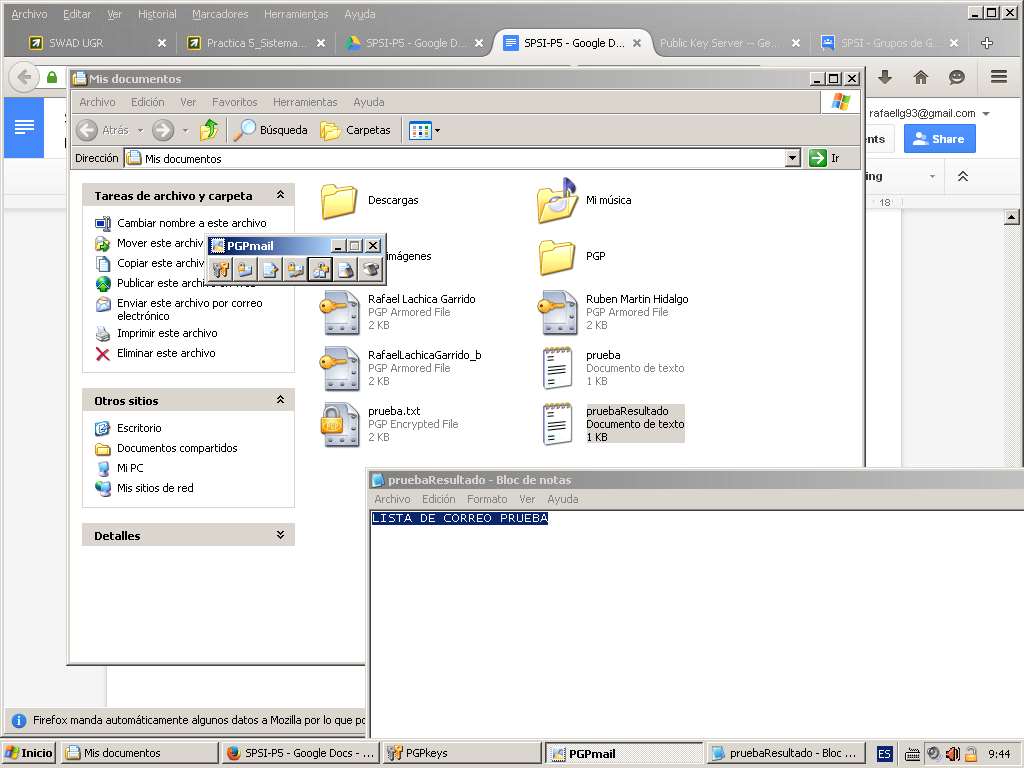 Archivo Editar Ver Historial Marcadores Herramientas Ayuda
SWAD UGR
Practica 5_Sistema...
SPSI-P5 - Google D...
SPSI-P5 - Google D...
Public Key Server -- Ge...
SPSI - Grupos de G...
Mis documentos
Archivo Edición Ver Favoritos Herramientas Ayuda
Atrás Búsqueda Carpetas
Dirección Mis documentos Ir
rafaellg93@gmail.com
Share
18
Tareas de archivo y carpeta
Cambiar nombre a este archivo
Mover este archiv
Copiar este archiv
Publicar este archivo en Web
Enviar este archivo por correo
electrónico
Imprimir este archivo
Eliminar este archivo
Otros sitios
Escritorio
Documentos compartidos
Mi PC
Mis sitios de red
Detalles
PGPmail
Descargas
Mi música
imágenes
PGP
Rafael Lachica Garrido
PGP Armored File
2 KB
Ruben Martin Hidalgo
PGP Armored File
2 KB
RafaelLachicaGarrido_b
PGP Armored File
2 KB
prueba
Documento de texto
1 KB
prueba.txt
PGP Encrypted File
2 KB
pruebaResultado
Documento de texto
1 KB
pruebaResultado - Bloc de notas
Archivo Edición Formato Ver Ayuda
LISTA DE CORREO PRUEBA
Firefox manda automáticamente algunos datos a Mozilla por lo que po
Inicio Mis documentos SPSI-P5 - Google Docs - ... PGPkeys PGPmail pruebaResultado - Bloc ... ES 9:44